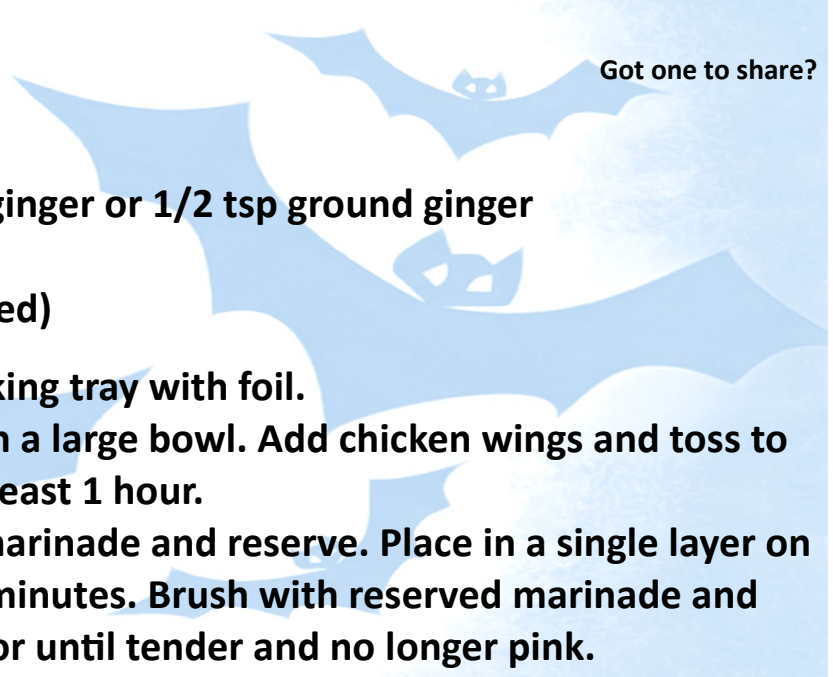 Got one to share?
ginger or 1/2 tsp ground ginger
ed)
king tray with foil.
a large bowl. Add chicken wings and toss to
east 1 hour.
arinade and reserve. Place in a single layer on
minutes. Brush with reserved marinade and
or until tender and no longer pink.